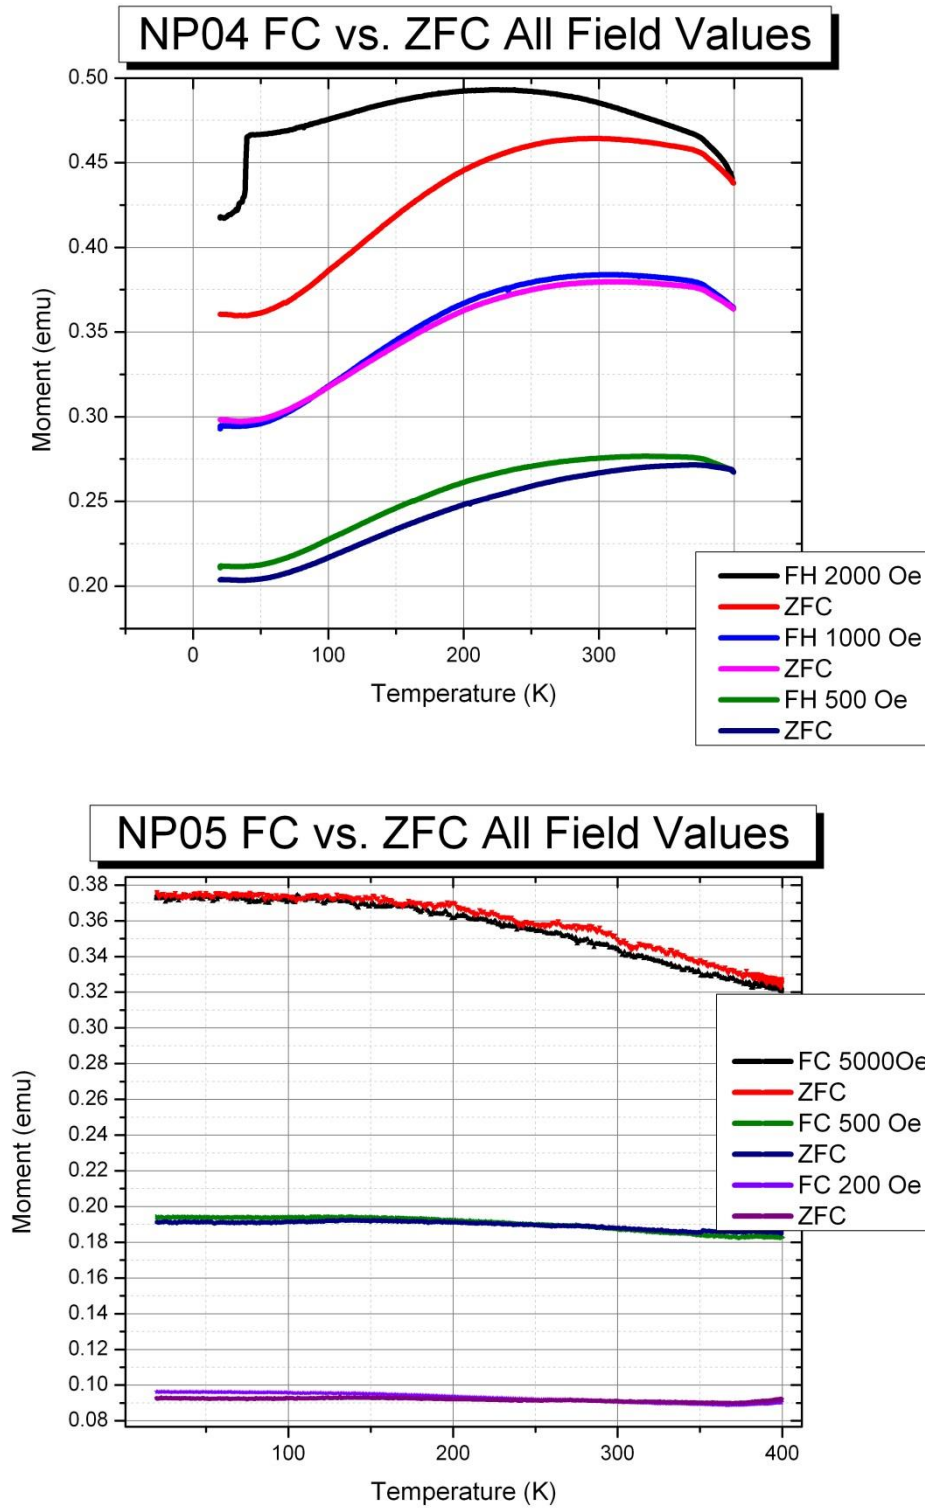 NP04 FC vs. ZFC All Field Values
0.50
0.45
0.40
0.35
0.30
0.25
0.20
Moment (emu)
0
100
200
300
Temperature (K)
FH 2000 Oe
ZFC
FH 1000 Oe
ZFC
FH 500 Oe
ZFC
NP05 FC vs. ZFC All Field Values
0.38
0.36
0.34
0.32
0.30
0.28
0.26
0.24
0.22
0.20
0.18
0.16
0.14
0.12
0.10
0.08
Moment (emu)
100
200
300
400
Temperature (K)
FC 5000Oe
ZFC
FC 500 Oe
ZFC
FC 200 Oe
ZFC